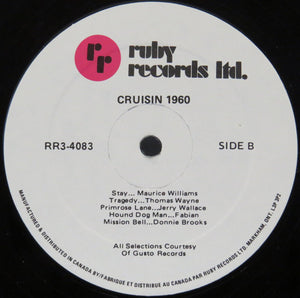 rr
ruby
records ltd.
CRUISIN 1960
RR3-4083
SIDE B
Stay... Maurice Williams
Tragedy...Thomas Wayne
Primrose Lane...Jerry Wallace
Hound Dog Man...Fabian
Mission Bell...Donnie Brooks
All Selections Courtesy
Of Gusto Records
MANUFACTURED & DISTRIBUTED IN CANADA BY/FABRIQUE ET DISTRIBUE AU CANADA PAR RUBY RECORDS LTD. MARKHAM, ONT. L3P 3P2